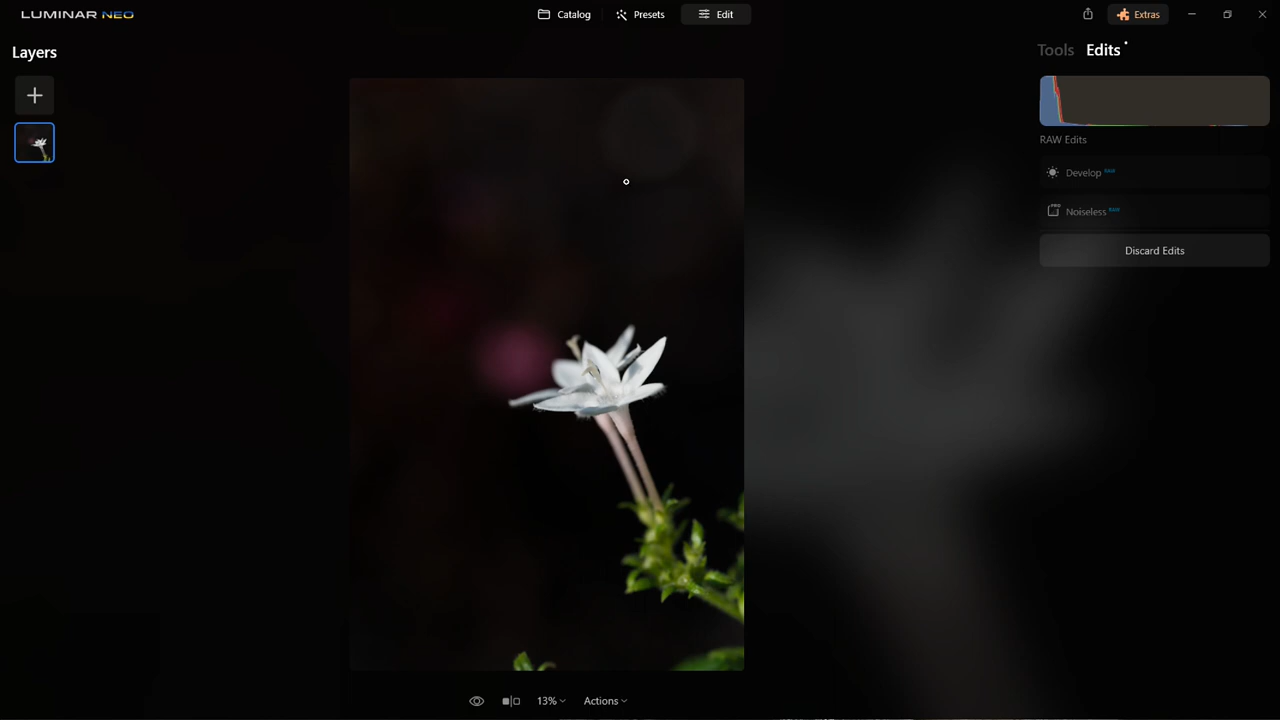 LUMINAR NEO
Catalog
Presets
Edit
Extras
Layers
Tools
Edits
RAW Edits
Develop RAW
PRO
Noiseless RAW
Discard Edits
13%
Actions